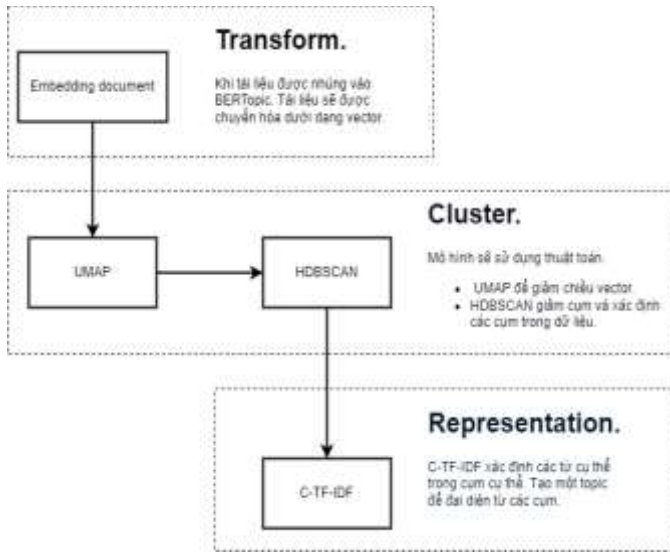 Transform.
Embedding document
Khi tài liệu được nhúng vào
BERTopic. Tài liệu sẽ được
chuyển hóa dưới dạng vector
Cluster.
UMAP
HDBSCAN
Mô hình sẽ sử dụng thuật toán.
UMAP để giảm chiều vector
HDBSCAN giảm cụm và xác định
các cụm trong dữ liệu.
Representation.
C-TF-IDF
C-TF-IDF xác định các từ cụ thể
trong cụm cụ thể. Tạo một topic
để đại diện từ các cụm.